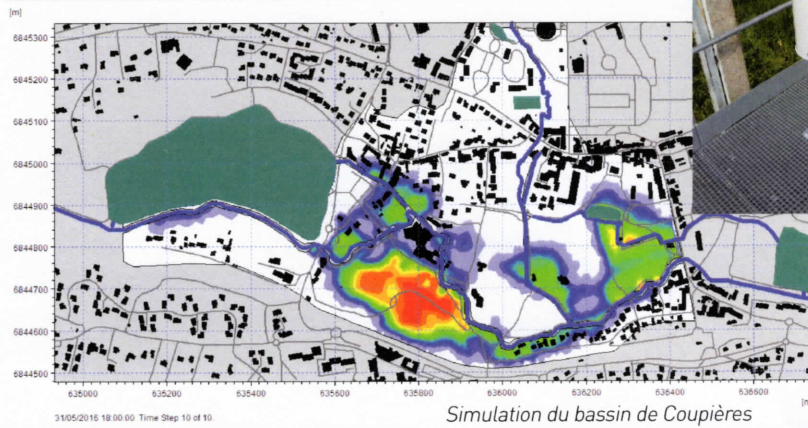 [m]
6845300
6845200
6845100
6845000
6844900
6844800
6844700
6844600
6844500
635000 635200 635400 635600 635800 636000 636200 636400 636600
[m
31/05/2016 18:00:00 Time Step 10 of 10.
Simulation du bassin de Coupières